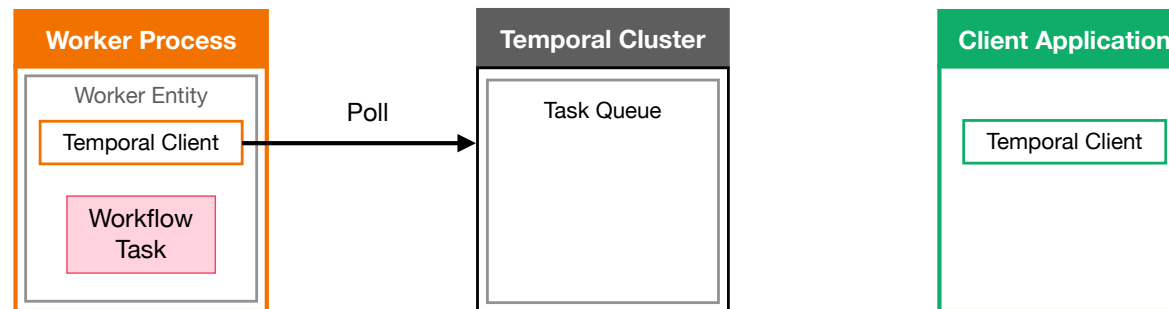 Worker Process
Worker Entity
Temporal Client
Workflow
Task
Poll
Temporal Cluster
Task Queue
Client Application
Temporal Client